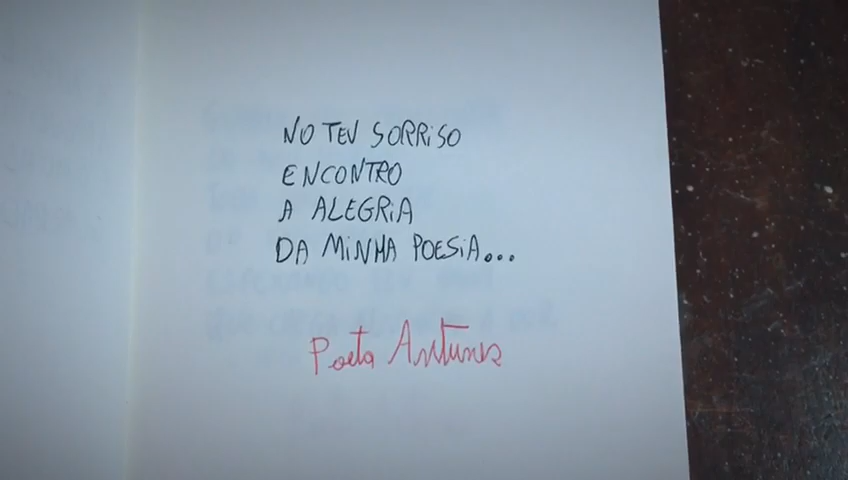 NO TEU SORRISO
ENCONTRO
A ALEGRIA
DA MINHA POESIA...
Poeta Antunes